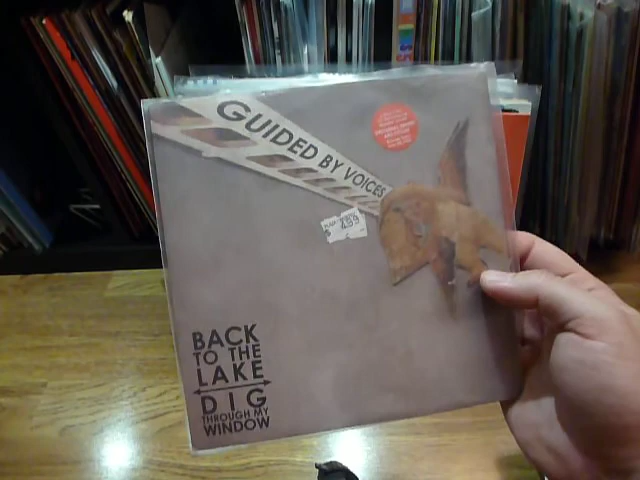 GUIDED BY VOICES
BACK
TO THE
LAKE
DIG
THROUGH MY
WINDOW